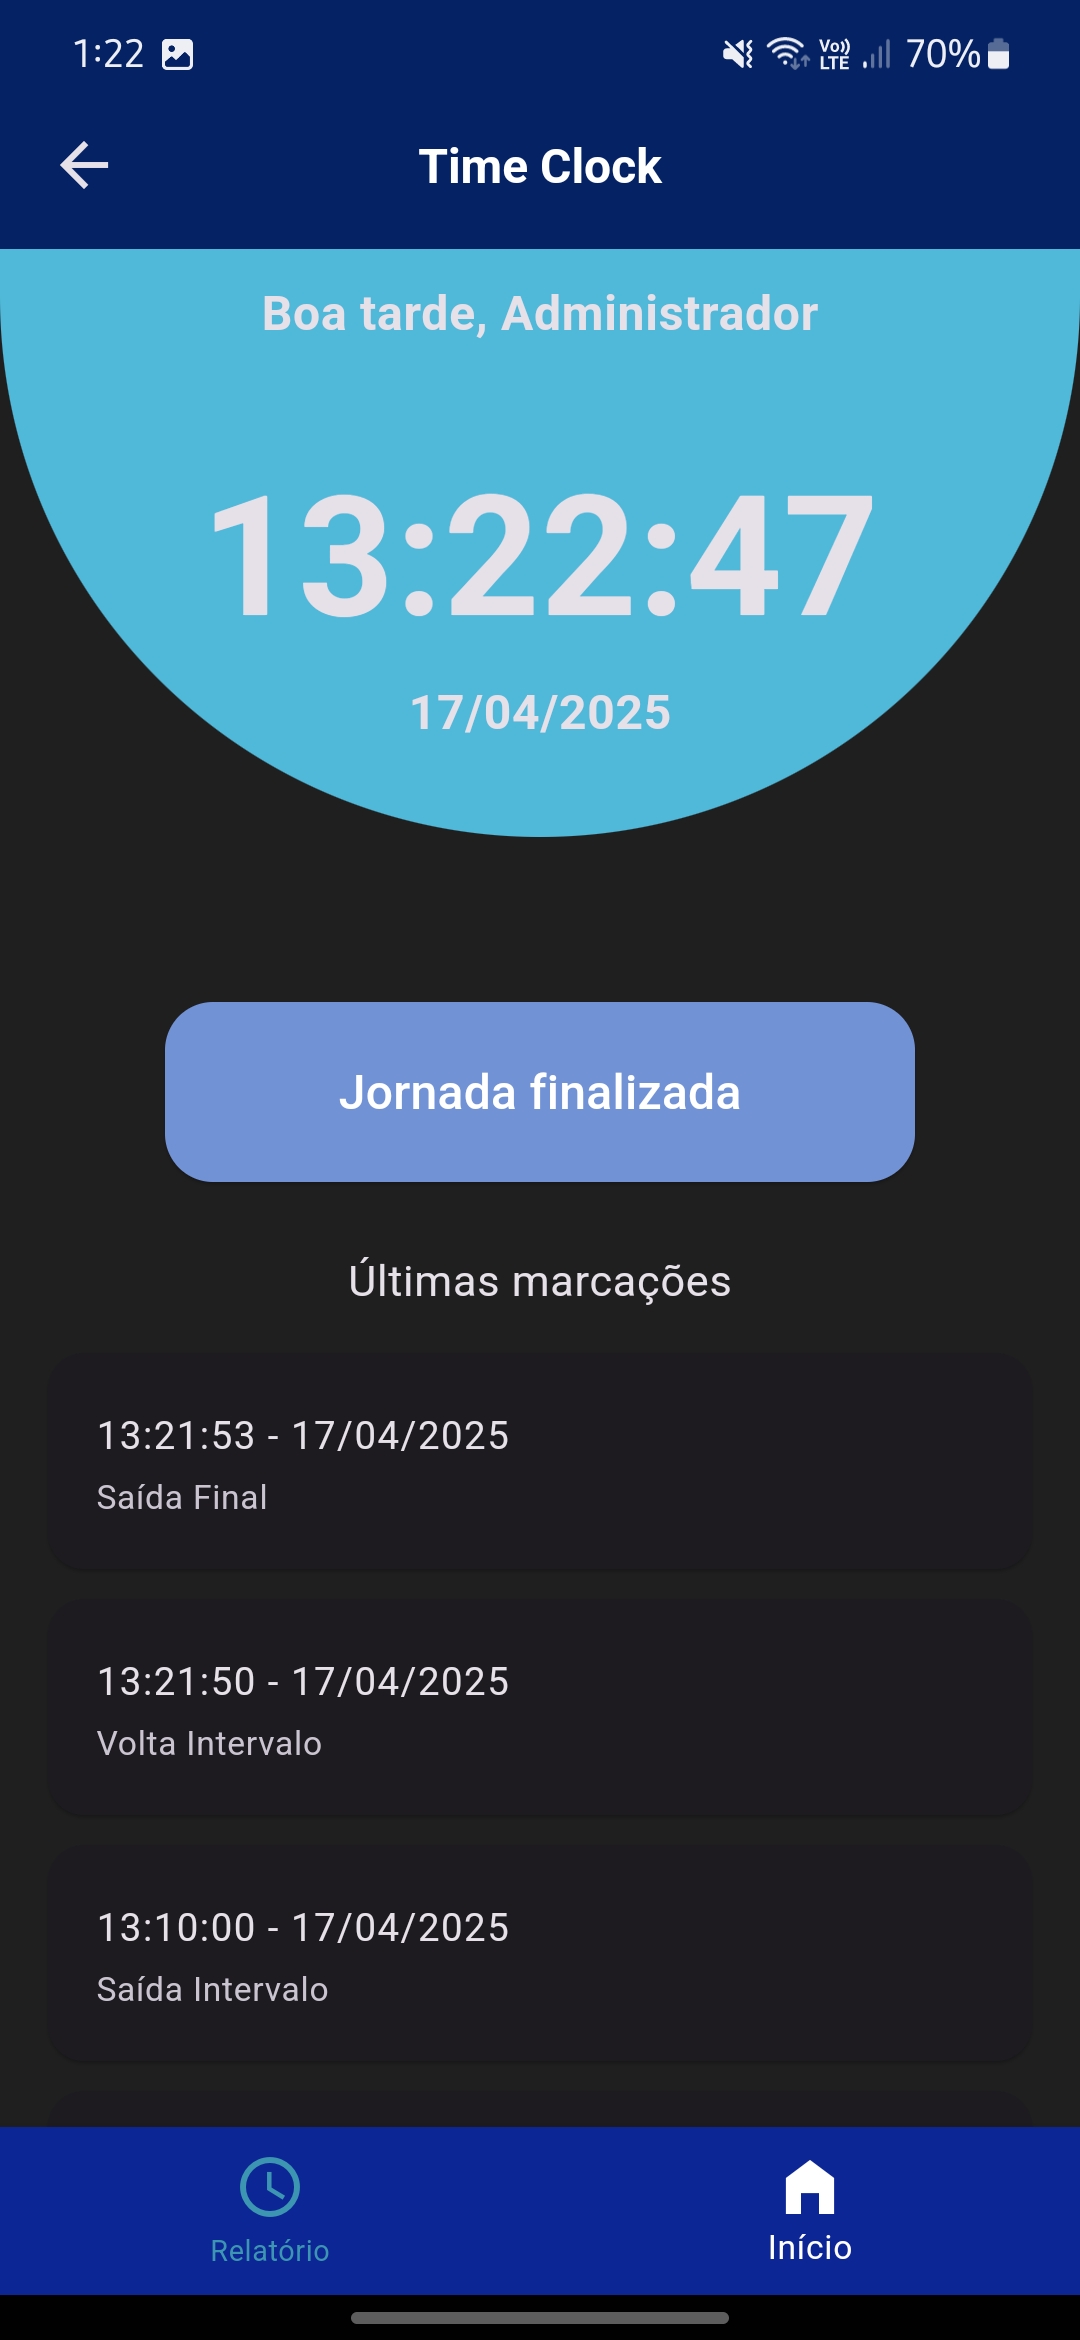 1:22
Vo))
LTE
70%
Time Clock
Boa tarde, Administrador
13:22:47
17/04/2025
Jornada finalizada
Últimas marcações
13:21:53 - 17/04/2025
Saída Final
13:21:50 - 17/04/2025
Volta Intervalo
13:10:00 - 17/04/2025
Saída Intervalo
Relatório
Início